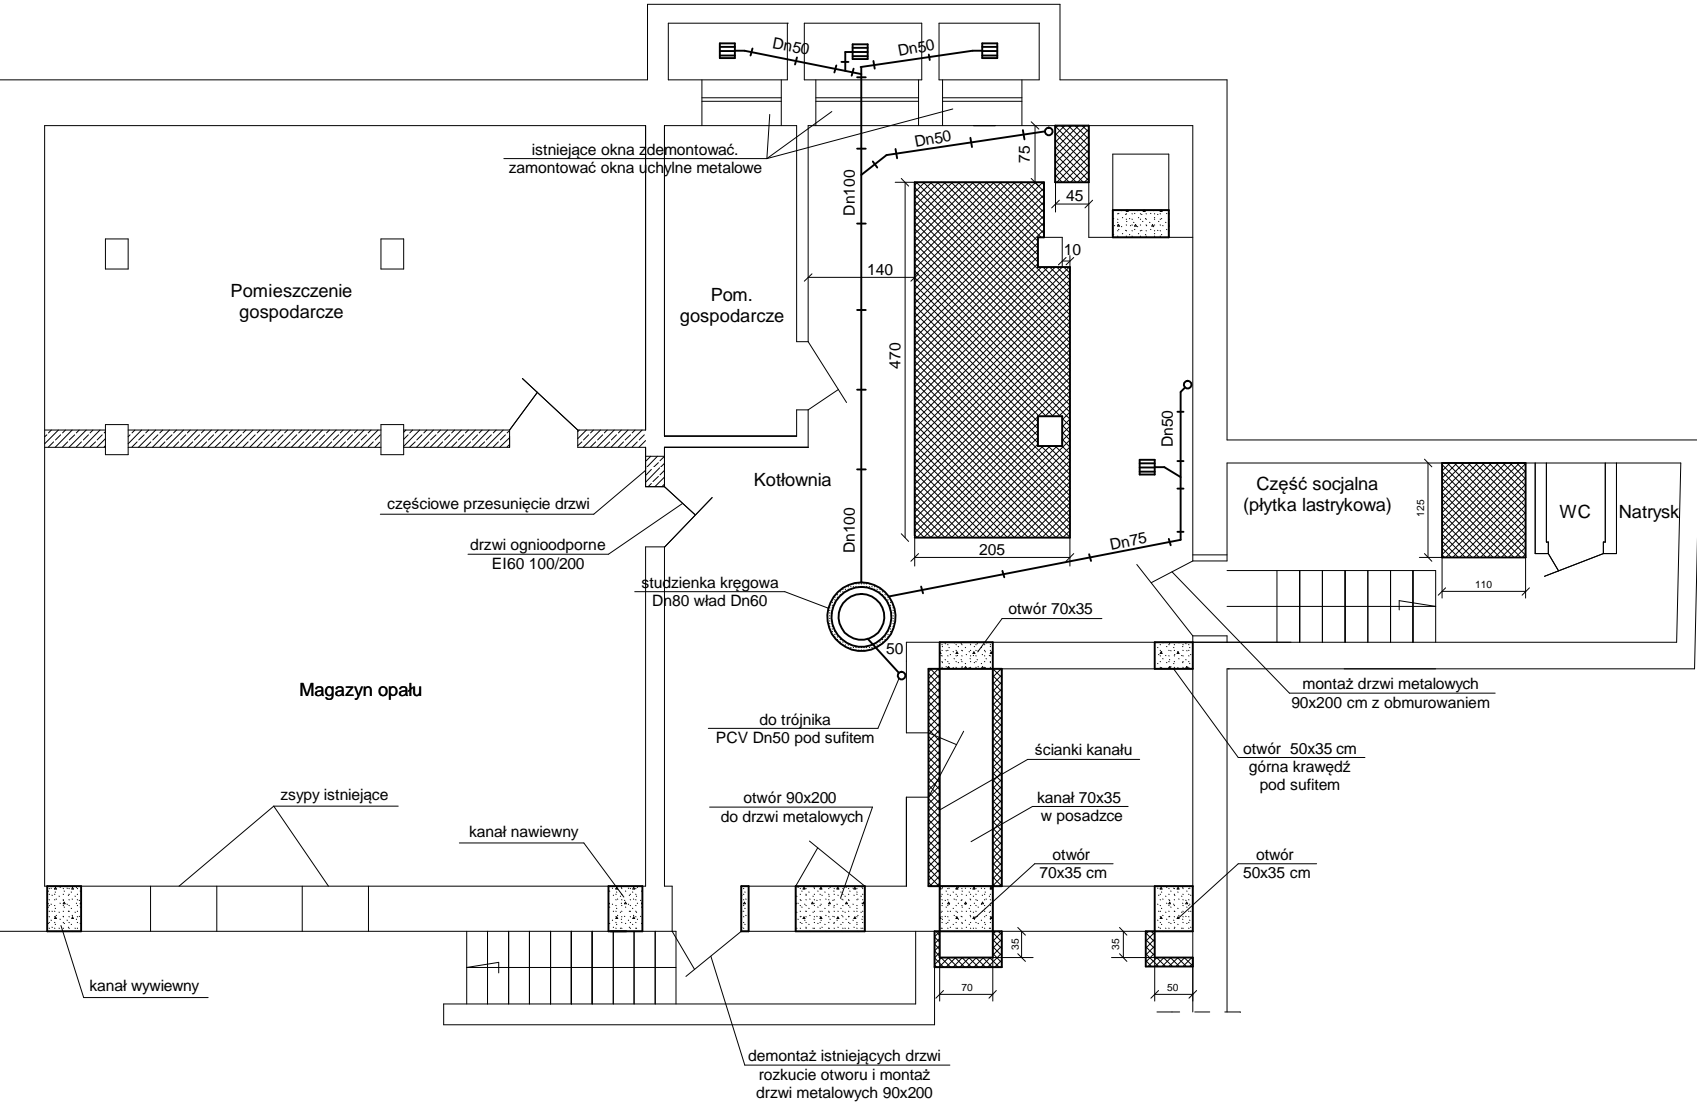 Dn50
Dn50
istniejące okna zdemontować.
zamontować okna uchylne metalowe
Dn50
75
Dn100
45
10
140
Pomieszczenie
gospodarcze
Pom.
gospodarcze
470
Dn50
Kotłownia
Część socjalna
(płytka lastrykowa)
125
WC
Natrysk
częściowe przesunięcie drzwi
drzwi ognioodporne
EI60 100/200
Dn100
205
Dn75
110
studzienka kręgowa
Dn80 wład Dn60
otwór 70x35
50
Magazyn opału
montaż drzwi metalowych
90x200 cm z obmurowaniem
do trójnika
PCV Dn50 pod sufitem
ścianki kanału
otwór 50x35 cm
górna krawędź
pod sufitem
zsypy istniejące
otwór 90x200
do drzwi metalowych
kanał 70x35
w posadzce
kanał nawiewny
otwór
70x35 cm
otwór
50x35 cm
35
35
kanał wywiewny
70
50
demontaż istniejących drzwi
rozkucie otworu i montaż
drzwi metalowych 90x200